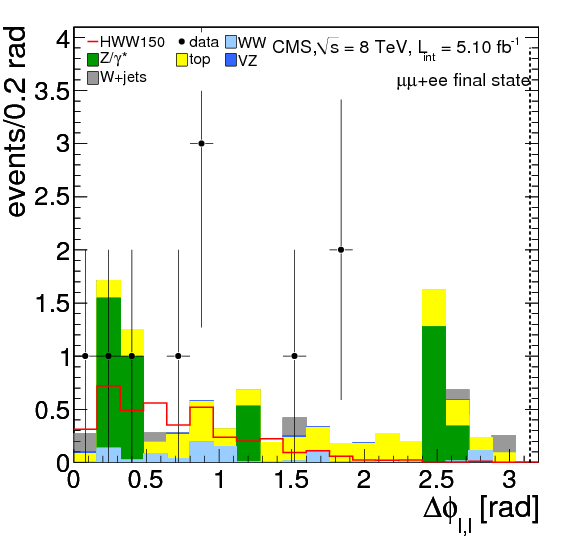 events/0.2 rad
4
3.5
3
2.5
2
1.5
1
0.5
0
HWW150
data
WW
Z/γ*
top
VZ
W+jets
CMS,√s = 8 TeV, L_int = 5.10 fb⁻¹
μμ+ee final state
0 0.5 1 1.5 2 2.5 3
Δϕ_l,l [rad]